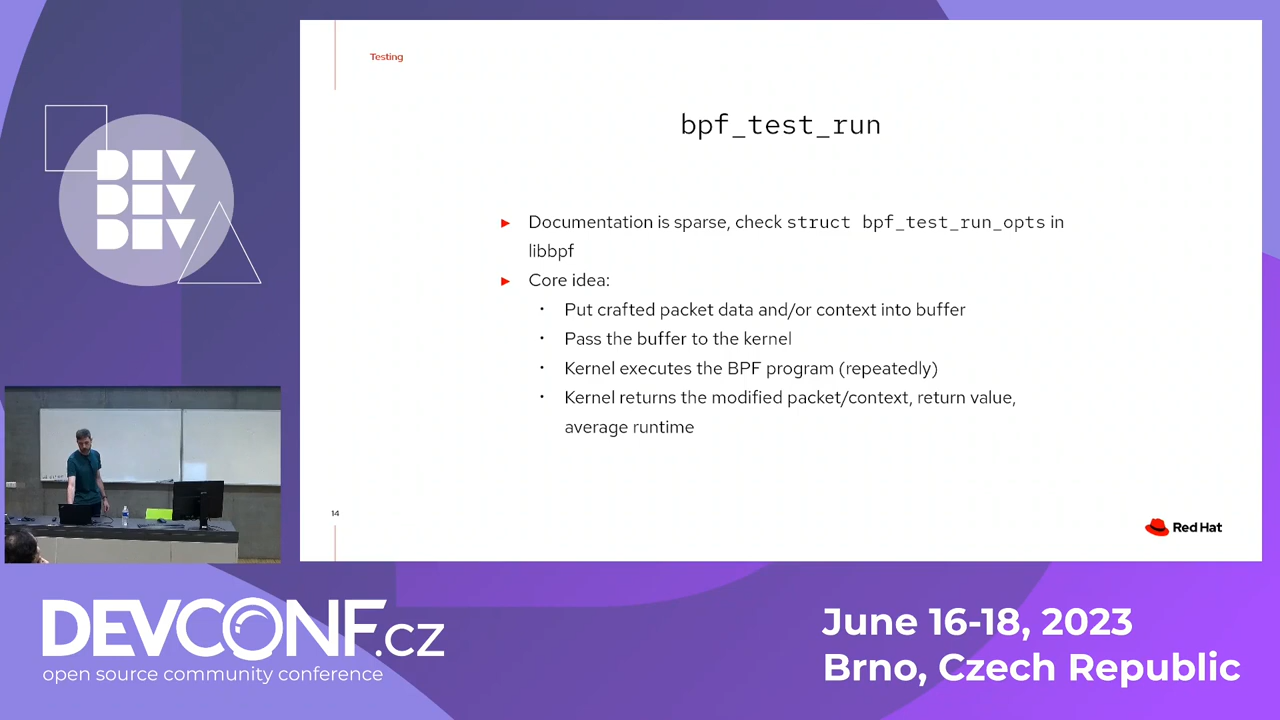 Testing
bpf_test_run
Documentation is sparse, check struct bpf_test_run_opts in
libbpf
Core idea:
Put crafted packet data and/or context into buffer
Pass the buffer to the kernel
Kernel executes the BPF program (repeatedly)
Kernel returns the modified packet/context, return value,
average runtime
14
Red Hat
DEV
DEV
DEV
DEVCONF.cz
open source community conference
June 16-18, 2023
Brno, Czech Republic